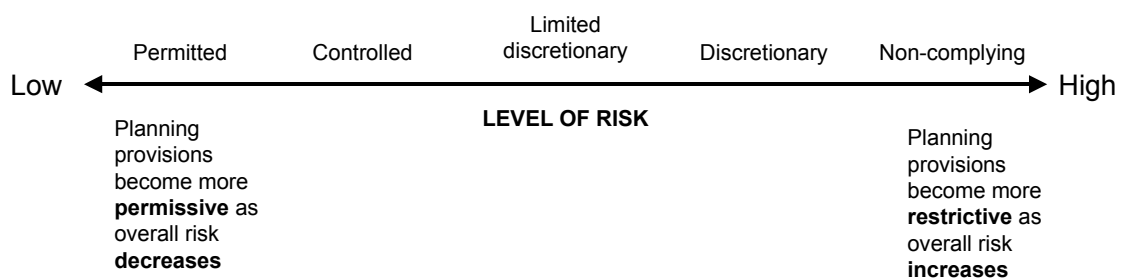 Permitted
Controlled
Limited
discretionary
Discretionary
Non-complying
Low
High
LEVEL OF RISK
Planning
provisions
become more
permissive as
overall risk
decreases
Planning
provisions
become more
restrictive as
overall risk
increases